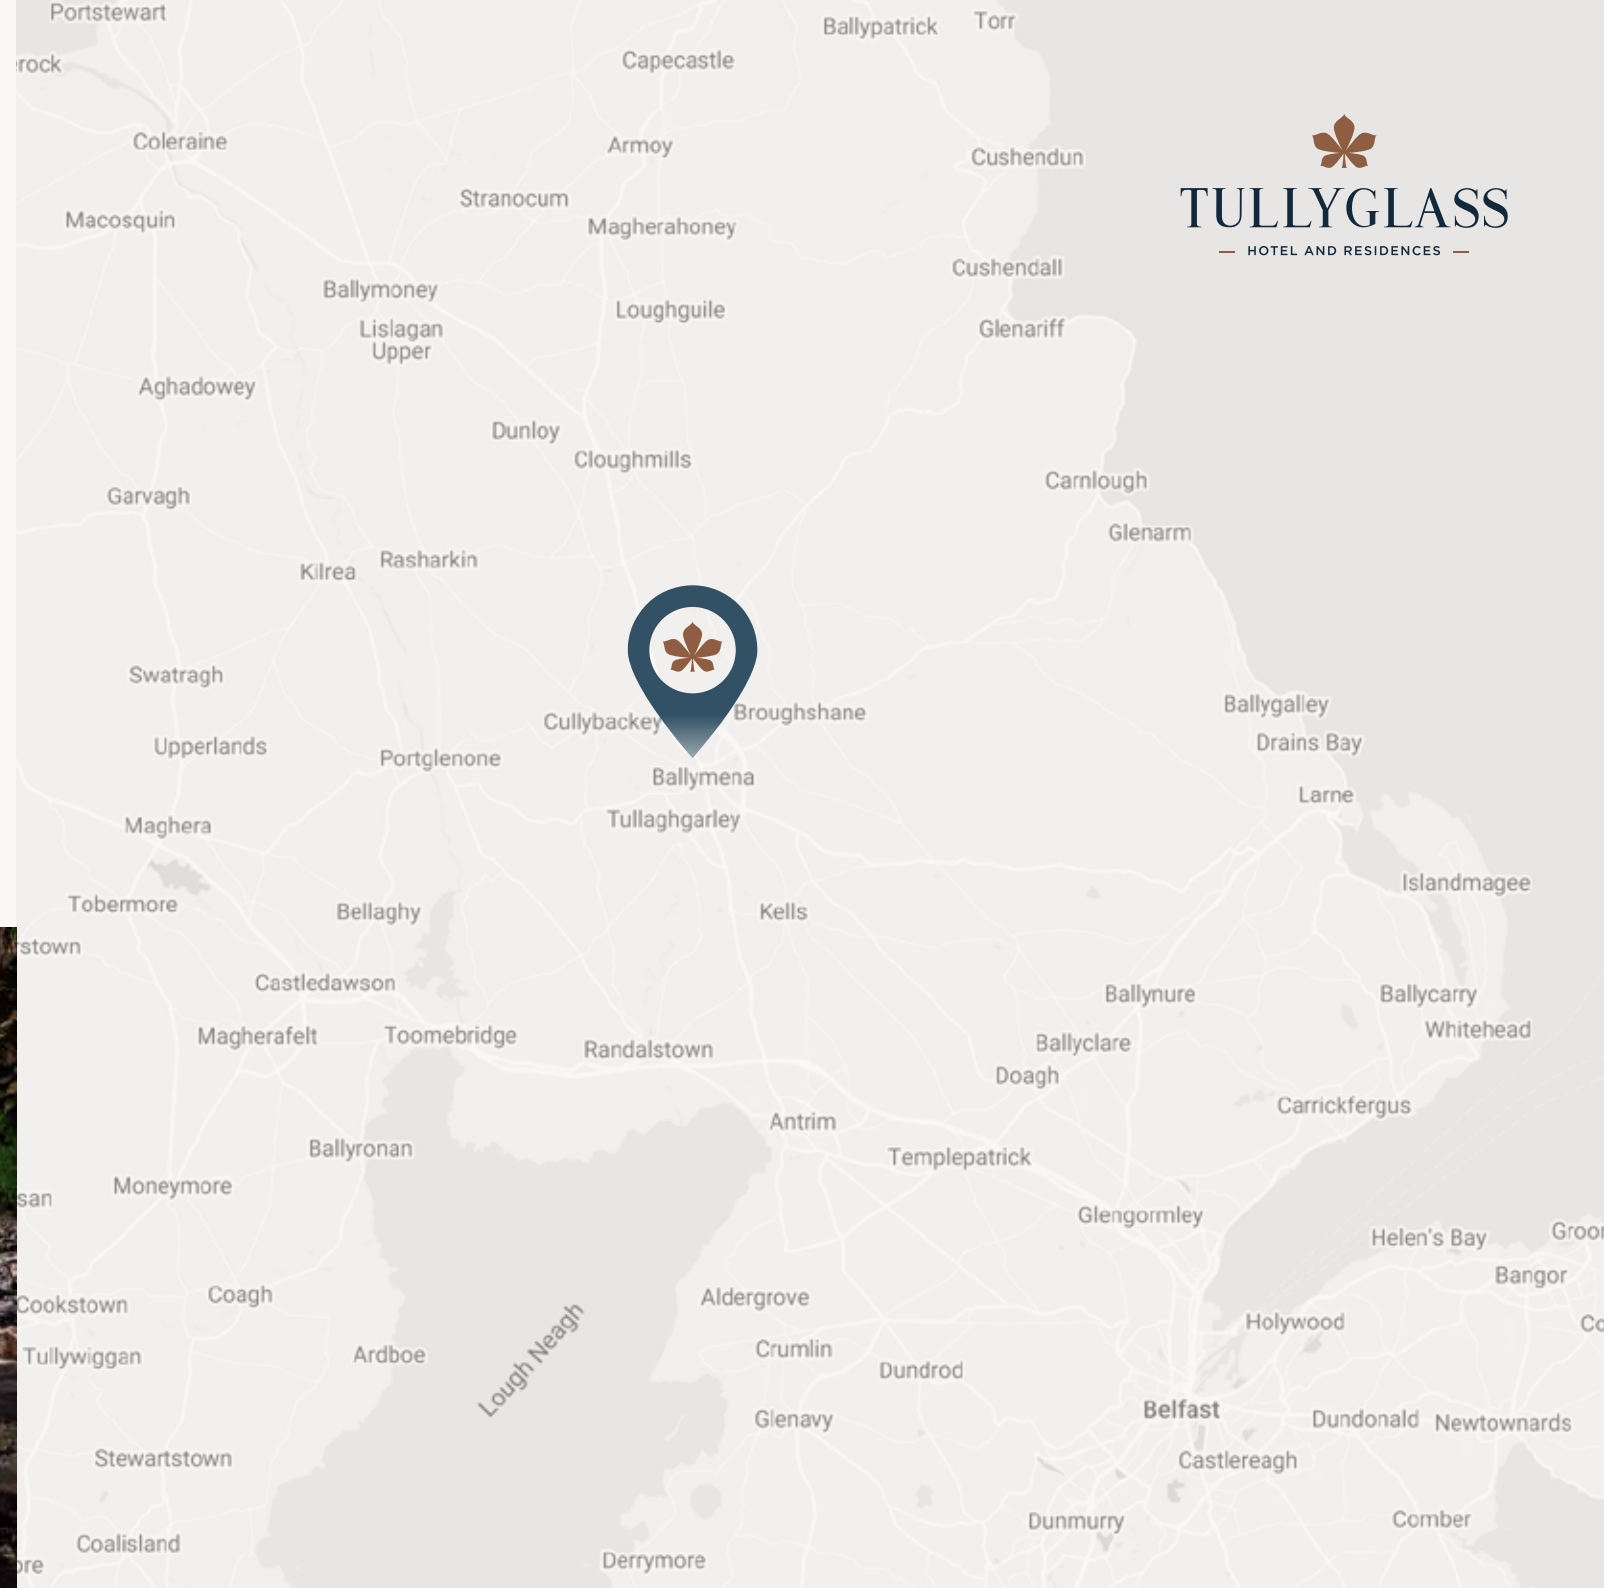 Portstewart
Ballypatrick
Torr
Capecastle
Coleraine
Armoy
Cushendun
Stranocum
Macosquin
Magherahoney
TULLYGLASS
HOTEL AND RESIDENCES
Cushendall
Ballymoney
Loughguile
Lislagan
Upper
Glenariff
Aghadowey
Dunloy
Cloughmills
Carnlough
Garvagh
Glenarm
Rasharkin
Kilrea
Swatragh
Ballygalley
Broughshane
Cullybackey
Drains Bay
Upperlands
Portglenone
Ballymena
Larne
Tullaghgarley
Maghera
Islandmagee
Tobermore
Bellaghy
Kells
Castledawson
Ballynure
Ballycarry
Whitehead
Magherafelt
Toomebridge
Randalstown
Ballyclare
Doagh
Carrickfergus
Antrim
Ballyronan
Templepatrick
Moneymore
Glengormley
Helen's Bay
Bangor
Coagh
Aldergrove
Cookstown
Holywood
Crumlin
Tullywiggan
Ardboe
Lough Neagh
Dundrod
Belfast
Glenavy
Dundonald
Newtownards
Stewartstown
Castlereagh
Dunmurry
Comber
Coalisland
Derrymore